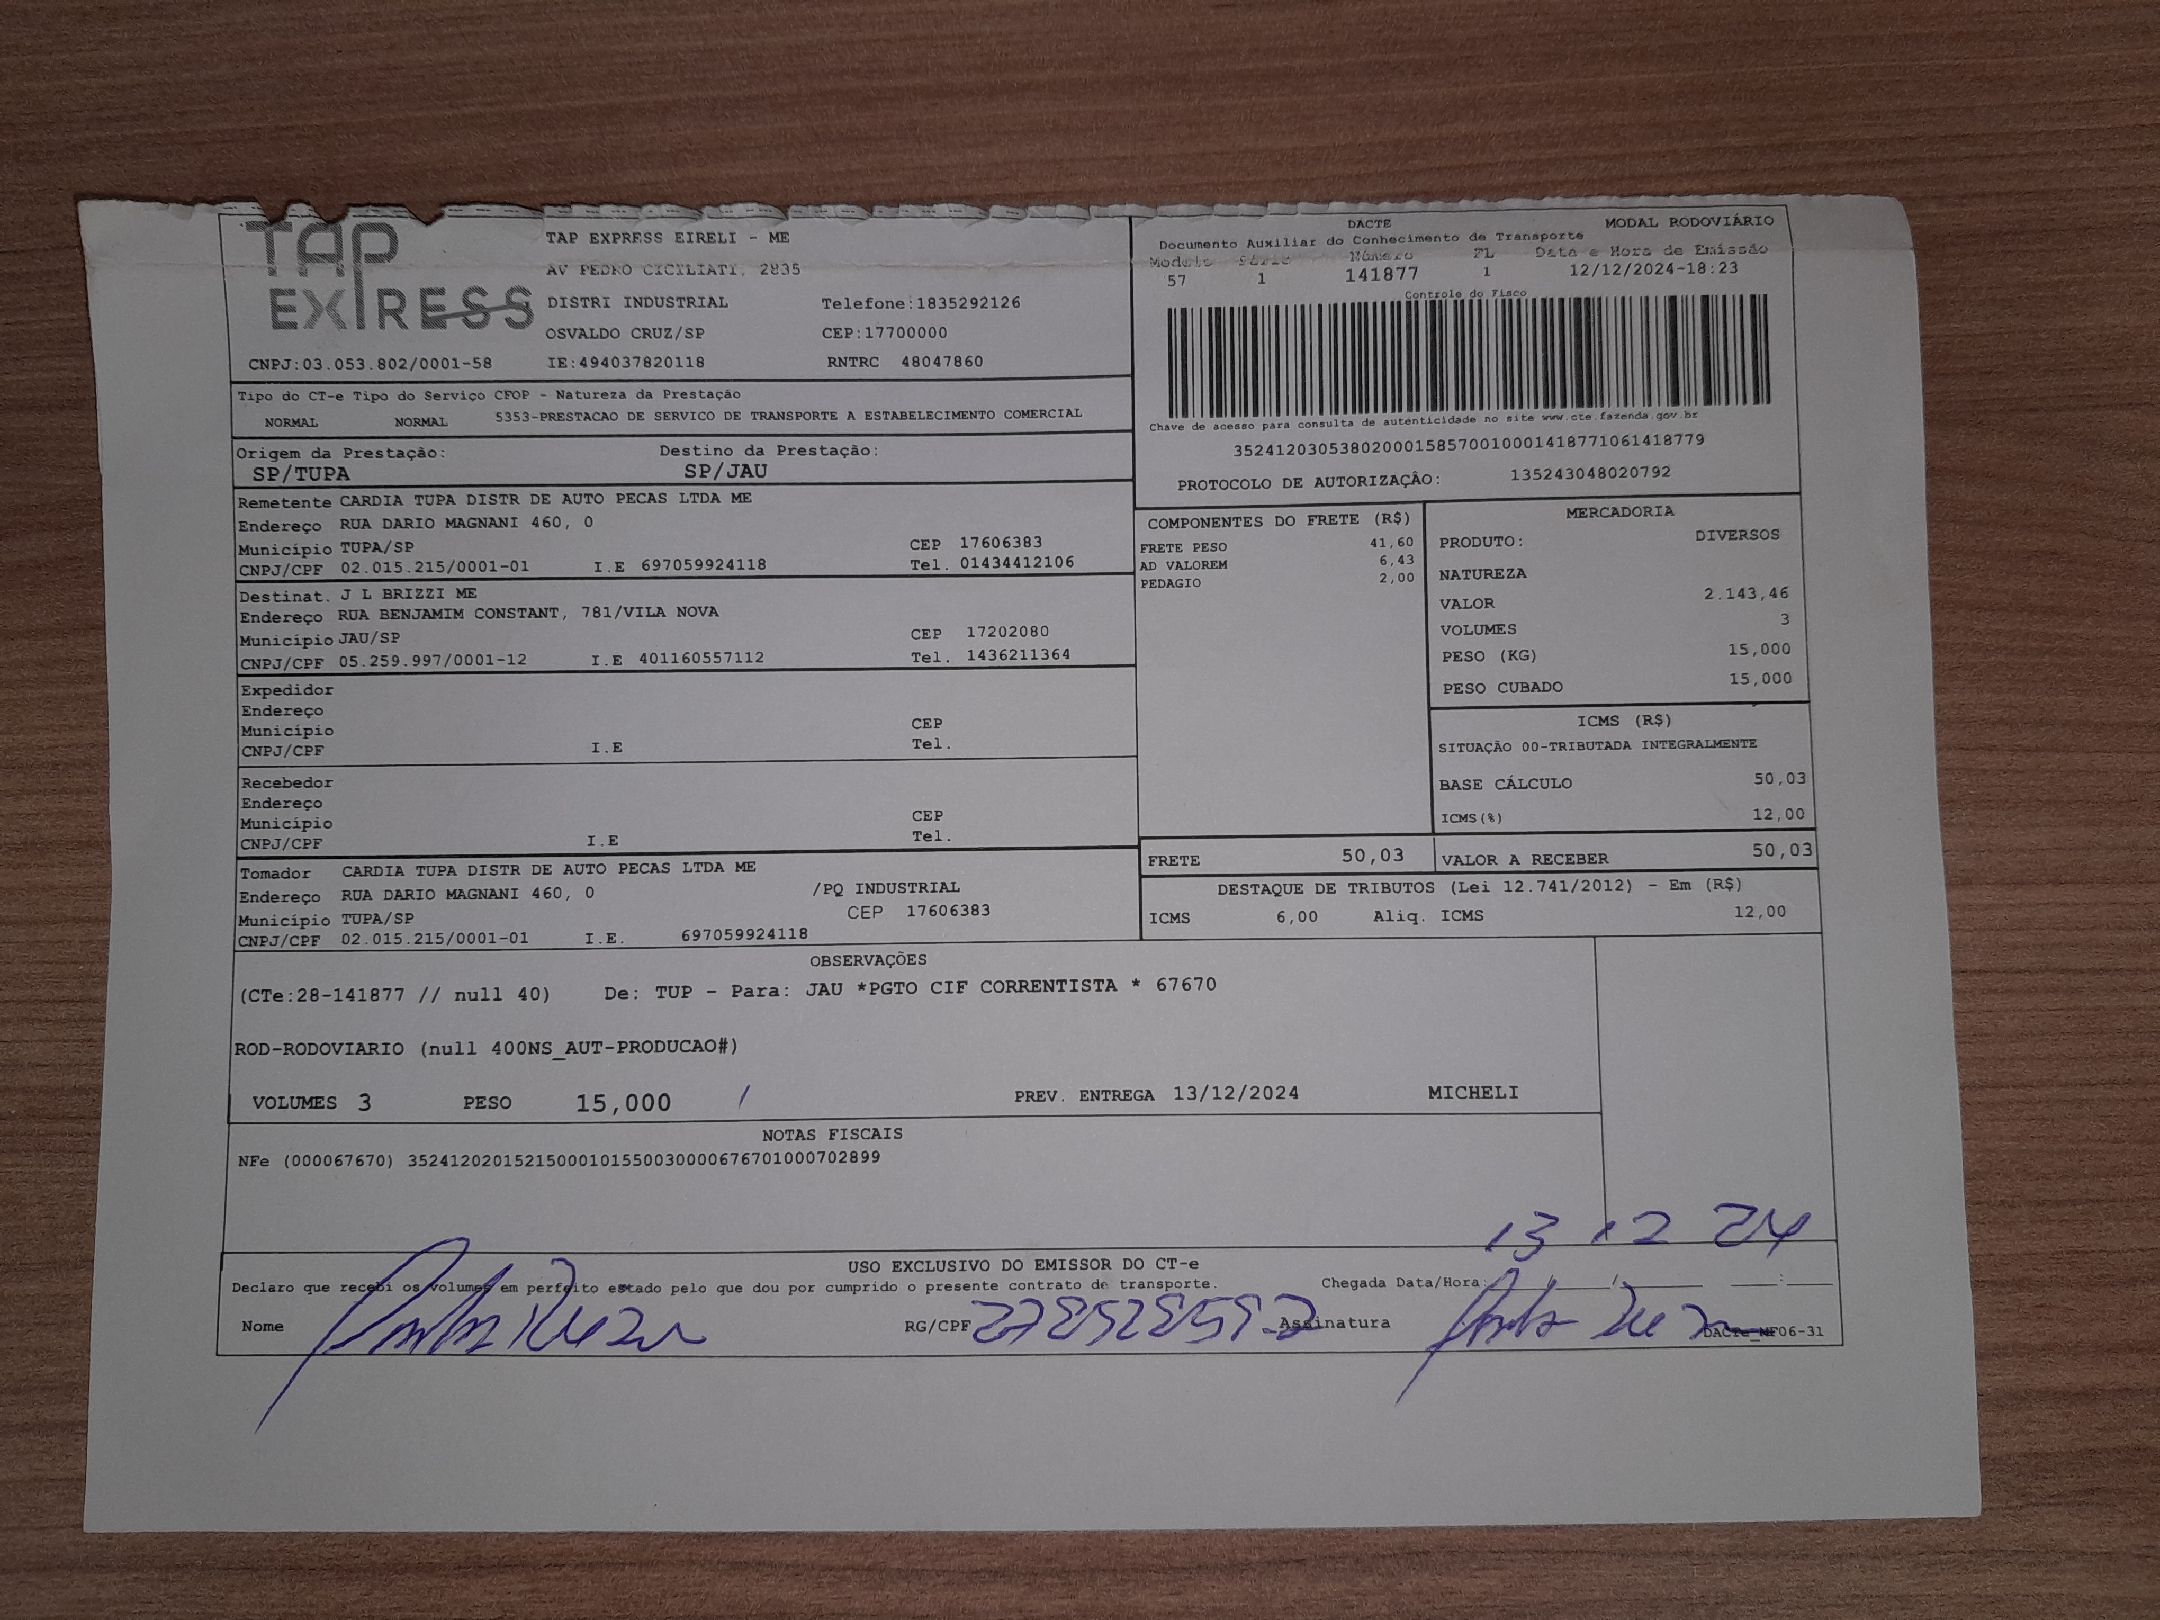 TAP
EXPRESS
TAP EXPRESS EIRELI - ME
AV PEDRO CICILIATI, 2835
DISTRI INDUSTRIAL Telefone:1835292126
OSVALDO CRUZ/SP CEP:17700000
CNPJ:03.053.802/0001-58 IE:494037820118 RNTRC 48047860
DACTE MODAL RODOVIÁRIO
Documento Auxiliar do Conhecimento de Transporte
Modelo Série Número FL Data e Hora de Emissão
57 1 141877 1 12/12/2024-18:23
Controle do Fisco
Chave de acesso para consulta de autenticidade no site www.cte.fazenda.gov.br
35241203053802000158570010001418771061418779
PROTOCOLO DE AUTORIZAÇÂO: 135243048020792
Tipo do CT-e Tipo do Serviço CFOP - Natureza da Prestação
NORMAL NORMAL 5353-PRESTACAO DE SERVICO DE TRANSPORTE A ESTABELECIMENTO COMERCIAL
Origem da Prestação: Destino da Prestação:
SP/TUPA SP/JAU
Remetente CARDIA TUPA DISTR DE AUTO PECAS LTDA ME
Endereço RUA DARIO MAGNANI 460, 0
Município TUPA/SP CEP 17606383
CNPJ/CPF 02.015.215/0001-01 I.E 697059924118 Tel. 01434412106
Destinat. J L BRIZZI ME
Endereço RUA BENJAMIM CONSTANT, 781/VILA NOVA
Município JAU/SP CEP 17202080
CNPJ/CPF 05.259.997/0001-12 I.E 401160557112 Tel. 1436211364
Expedidor
Endereço
Município CEP
CNPJ/CPF I.E Tel.
Recebedor
Endereço
Município CEP
CNPJ/CPF I.E Tel.
Tomador CARDIA TUPA DISTR DE AUTO PECAS LTDA ME
Endereço RUA DARIO MAGNANI 460, 0 /PQ INDUSTRIAL
Município TUPA/SP CEP 17606383
CNPJ/CPF 02.015.215/0001-01 I.E. 697059924118
COMPONENTES DO FRETE (R$)
FRETE PESO 41,60
AD VALOREM 6,43
PEDAGIO 2,00
MERCADORIA
PRODUTO: DIVERSOS
NATUREZA
VALOR 2.143,46
VOLUMES 3
PESO (KG) 15,000
PESO CUBADO 15,000
ICMS (R$)
SITUAÇÃO 00-TRIBUTADA INTEGRALMENTE
BASE CÁLCULO 50,03
ICMS(%) 12,00
FRETE 50,03 VALOR A RECEBER 50,03
DESTAQUE DE TRIBUTOS (Lei 12.741/2012) - Em (R$)
ICMS 6,00 Aliq. ICMS 12,00
OBSERVAÇÕES
(CTe:28-141877 // null 40) De: TUP - Para: JAU *PGTO CIF CORRENTISTA * 67670
ROD-RODOVIARIO (null 400NS_AUT-PRODUCAO#)
VOLUMES 3 PESO 15,000 PREV. ENTREGA 13/12/2024 MICHELI
NOTAS FISCAIS
NFe (000067670) 35241202015215000101550030000676701000702899
13 12 24
USO EXCLUSIVO DO EMISSOR DO CT-e
Declaro que recebi os volumes em perfeito estado pelo que dou por cumprido o presente contrato de transporte. Chegada Data/Hora: / / :
Nome RG/CPF Assinatura
DACTe_MF06-31